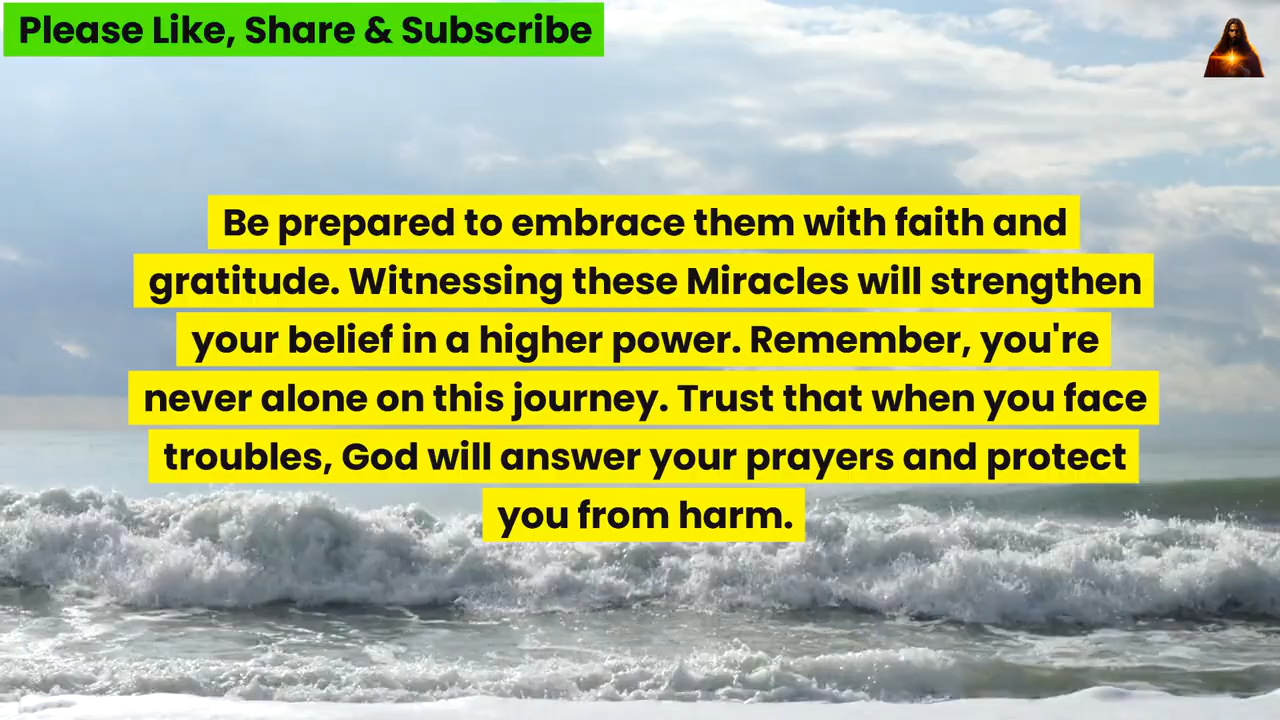 Please Like, Share & Subscribe
Be prepared to embrace them with faith and
gratitude. Witnessing these Miracles will strengthen
your belief in a higher power. Remember, you're
never alone on this journey. Trust that when you face
troubles, God will answer your prayers and protect
you from harm.